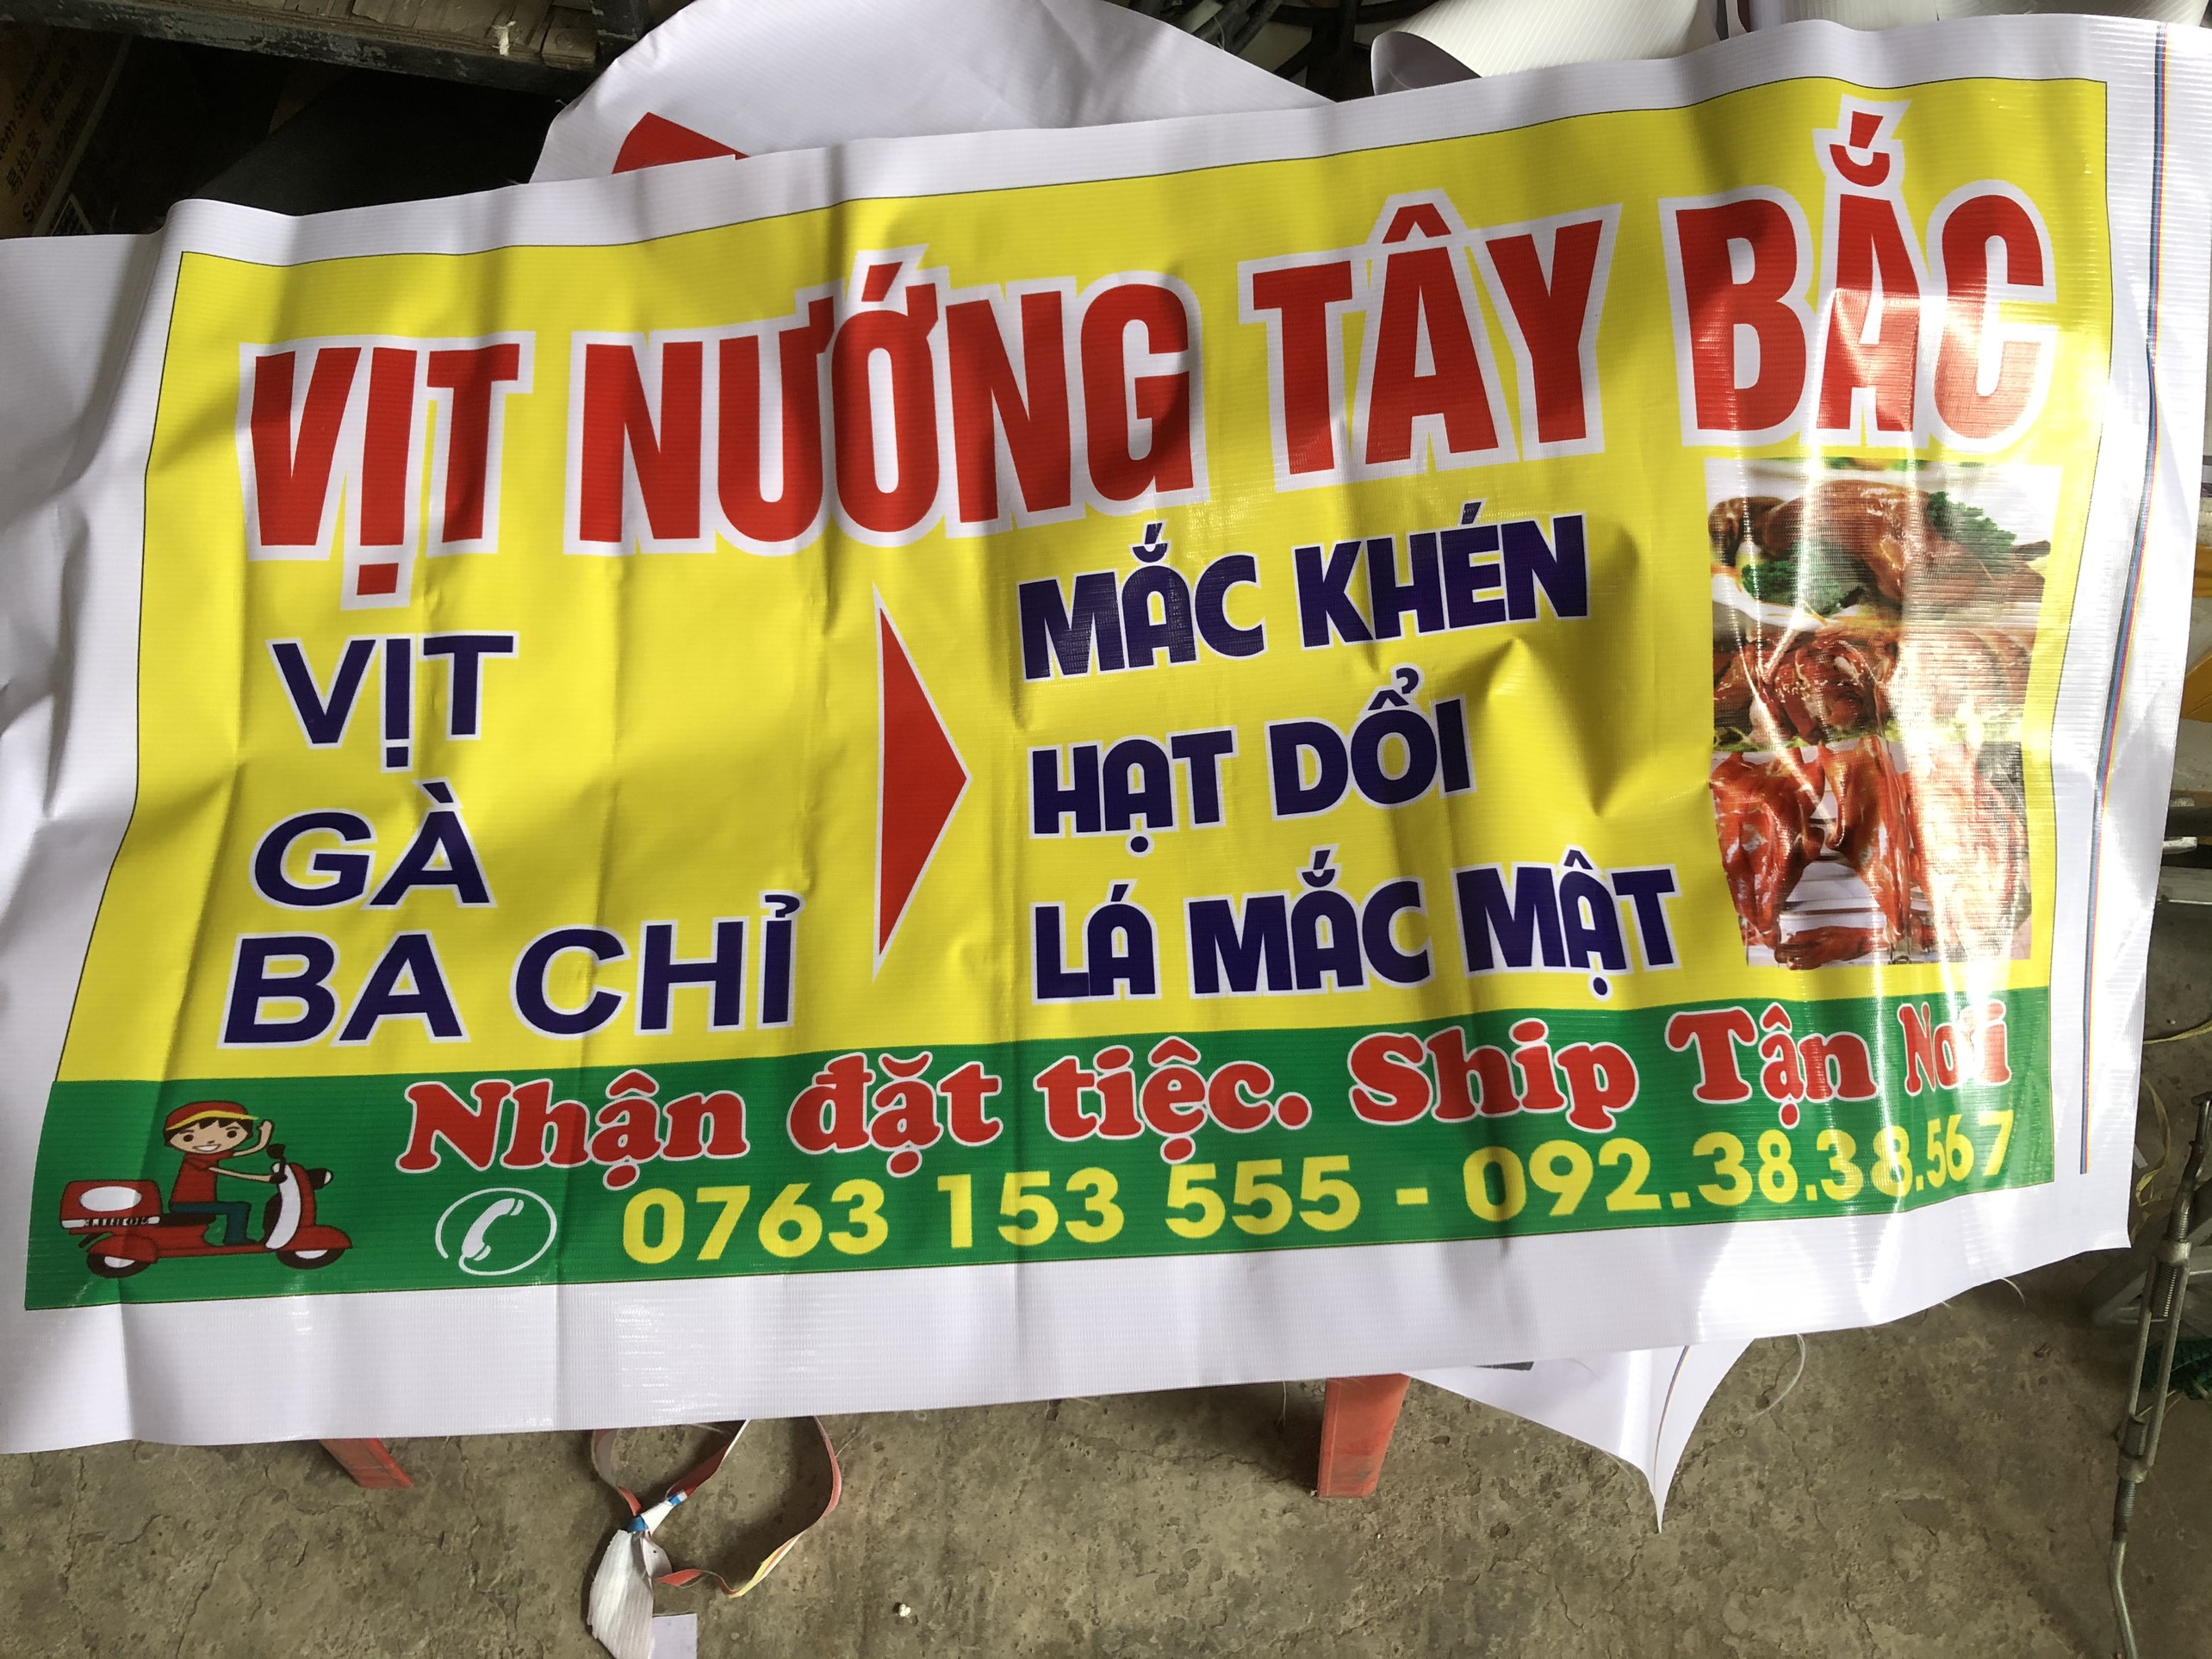 VỊT NƯỚNG TÂY BẮC
VỊT
GÀ
BA CHỈ
MẮC KHÉN
HẠT DỔI
LÁ MẮC MẬT
Nhận đặt tiệc. Ship Tận Nơi
0763 153 555 - 092.38.38.567